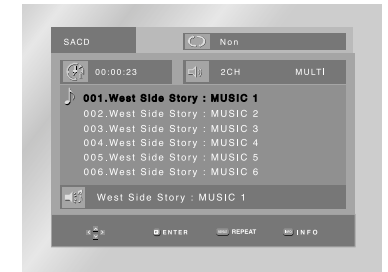 SACD Non
00:00:23 2CH MULTI
001.West Side Story : MUSIC 1
002.West Side Story : MUSIC 2
003.West Side Story : MUSIC 3
004.West Side Story : MUSIC 4
005.West Side Story : MUSIC 5
006.West Side Story : MUSIC 6
West Side Story : MUSIC 1
ENTER REPEAT INFO